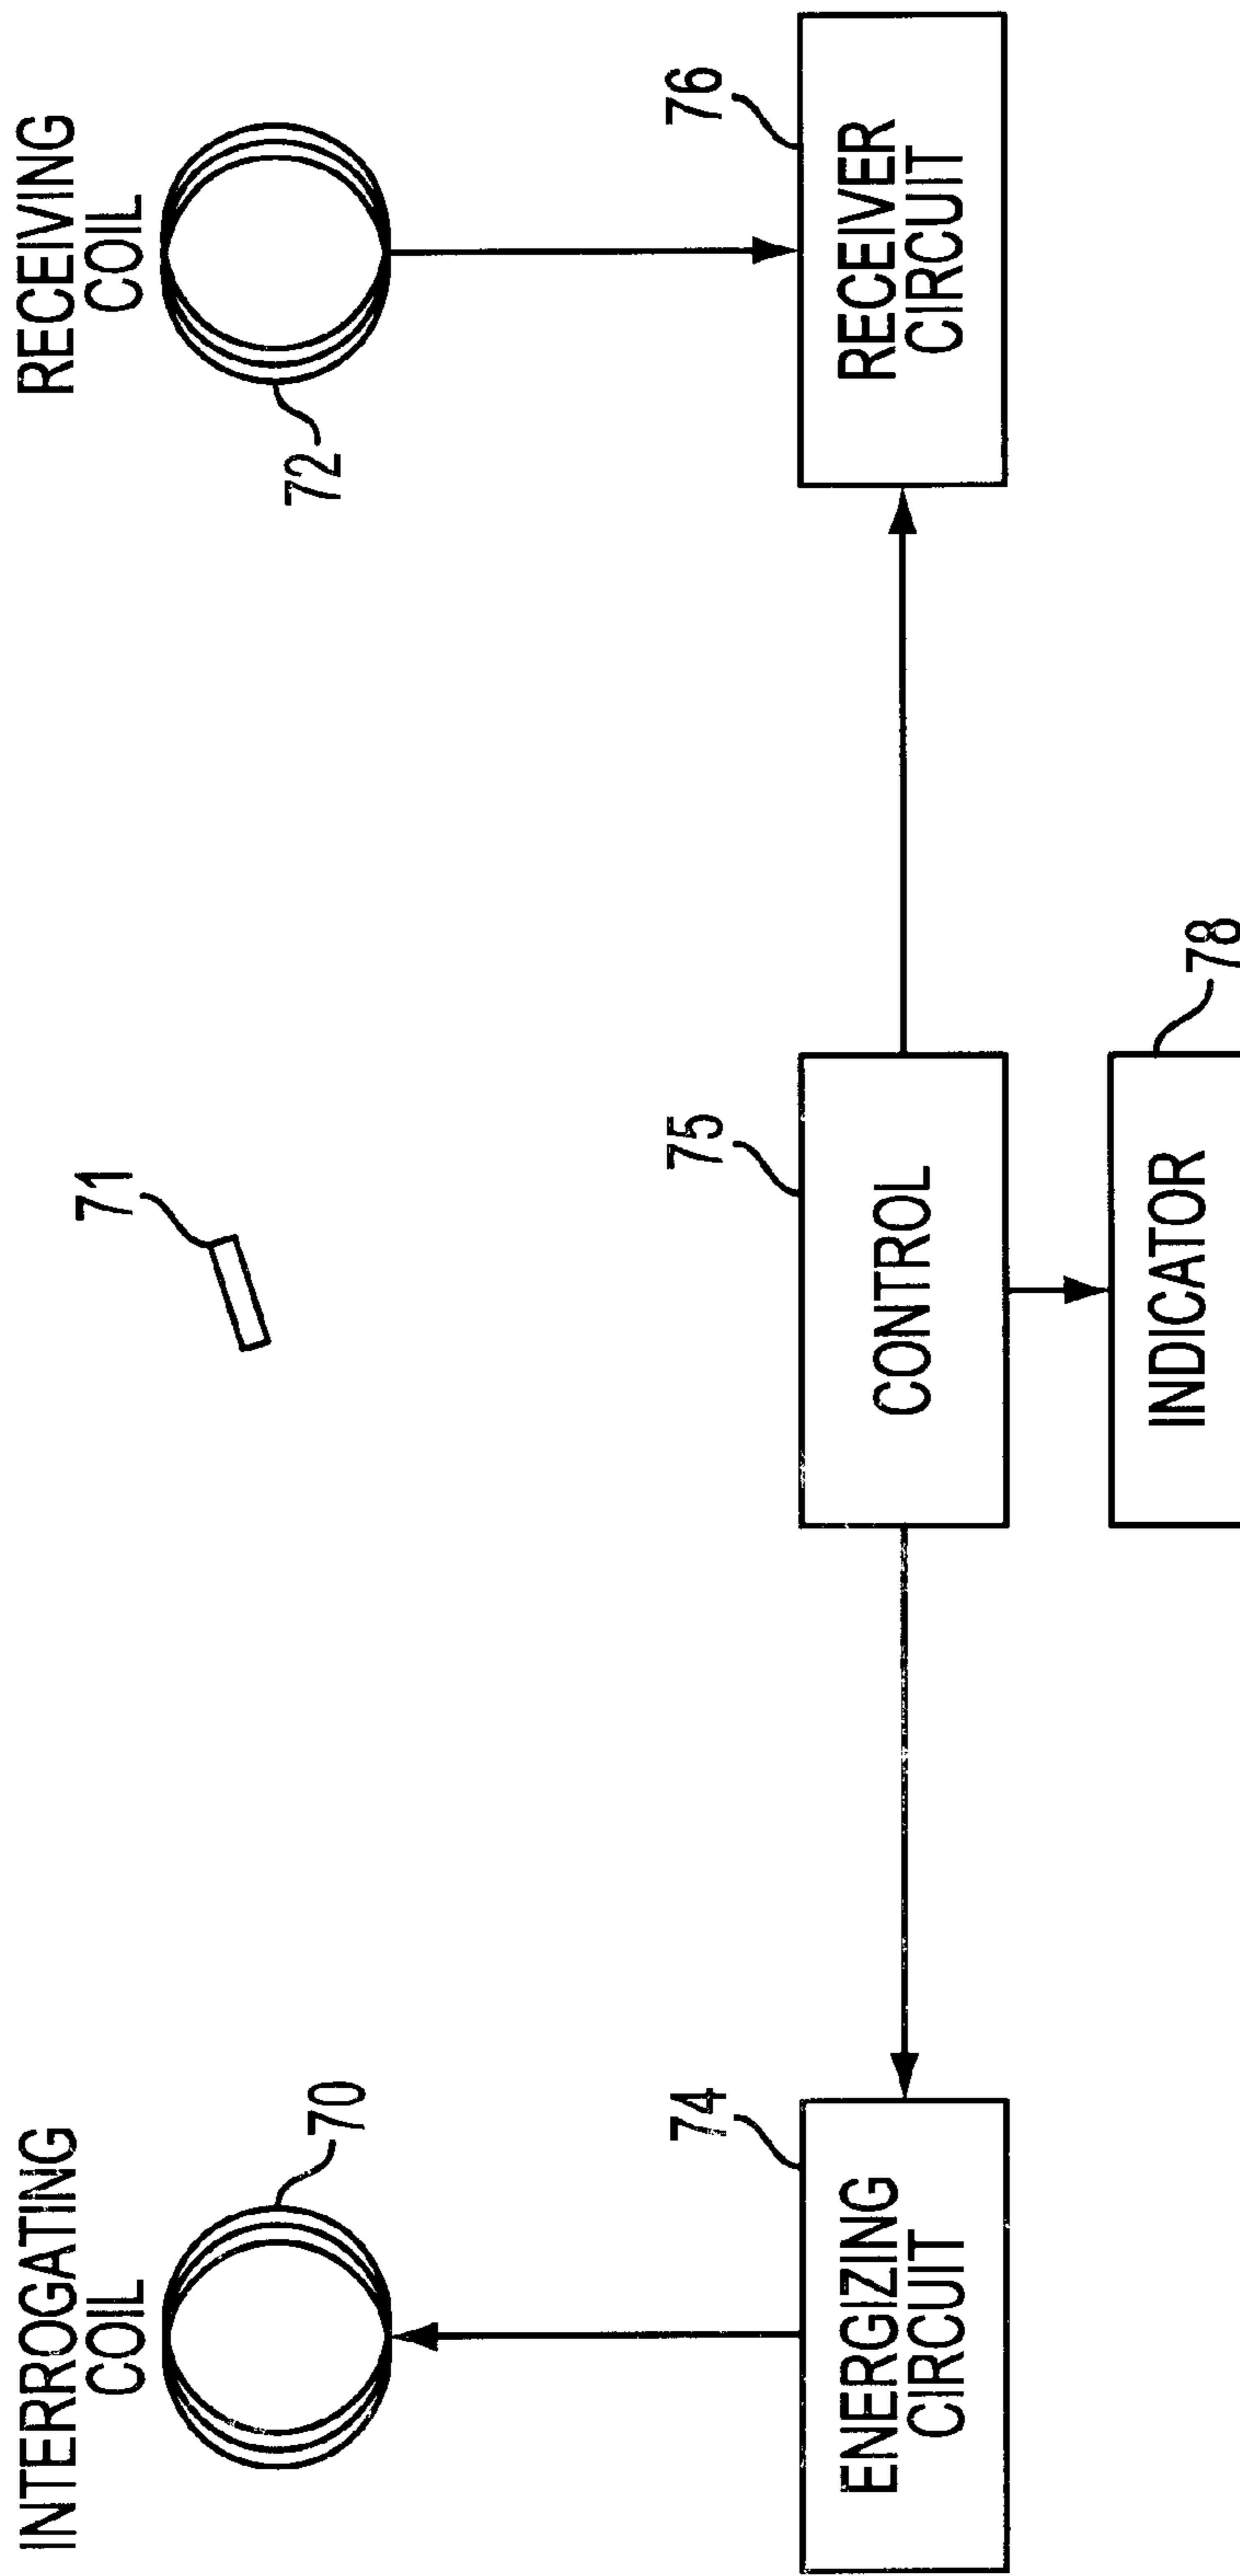 INTERROGATING
COIL
70
71
RECEIVING
COIL
72
74
ENERGIZING
CIRCUIT
75
CONTROL
76
RECEIVER
CIRCUIT
78
INDICATOR